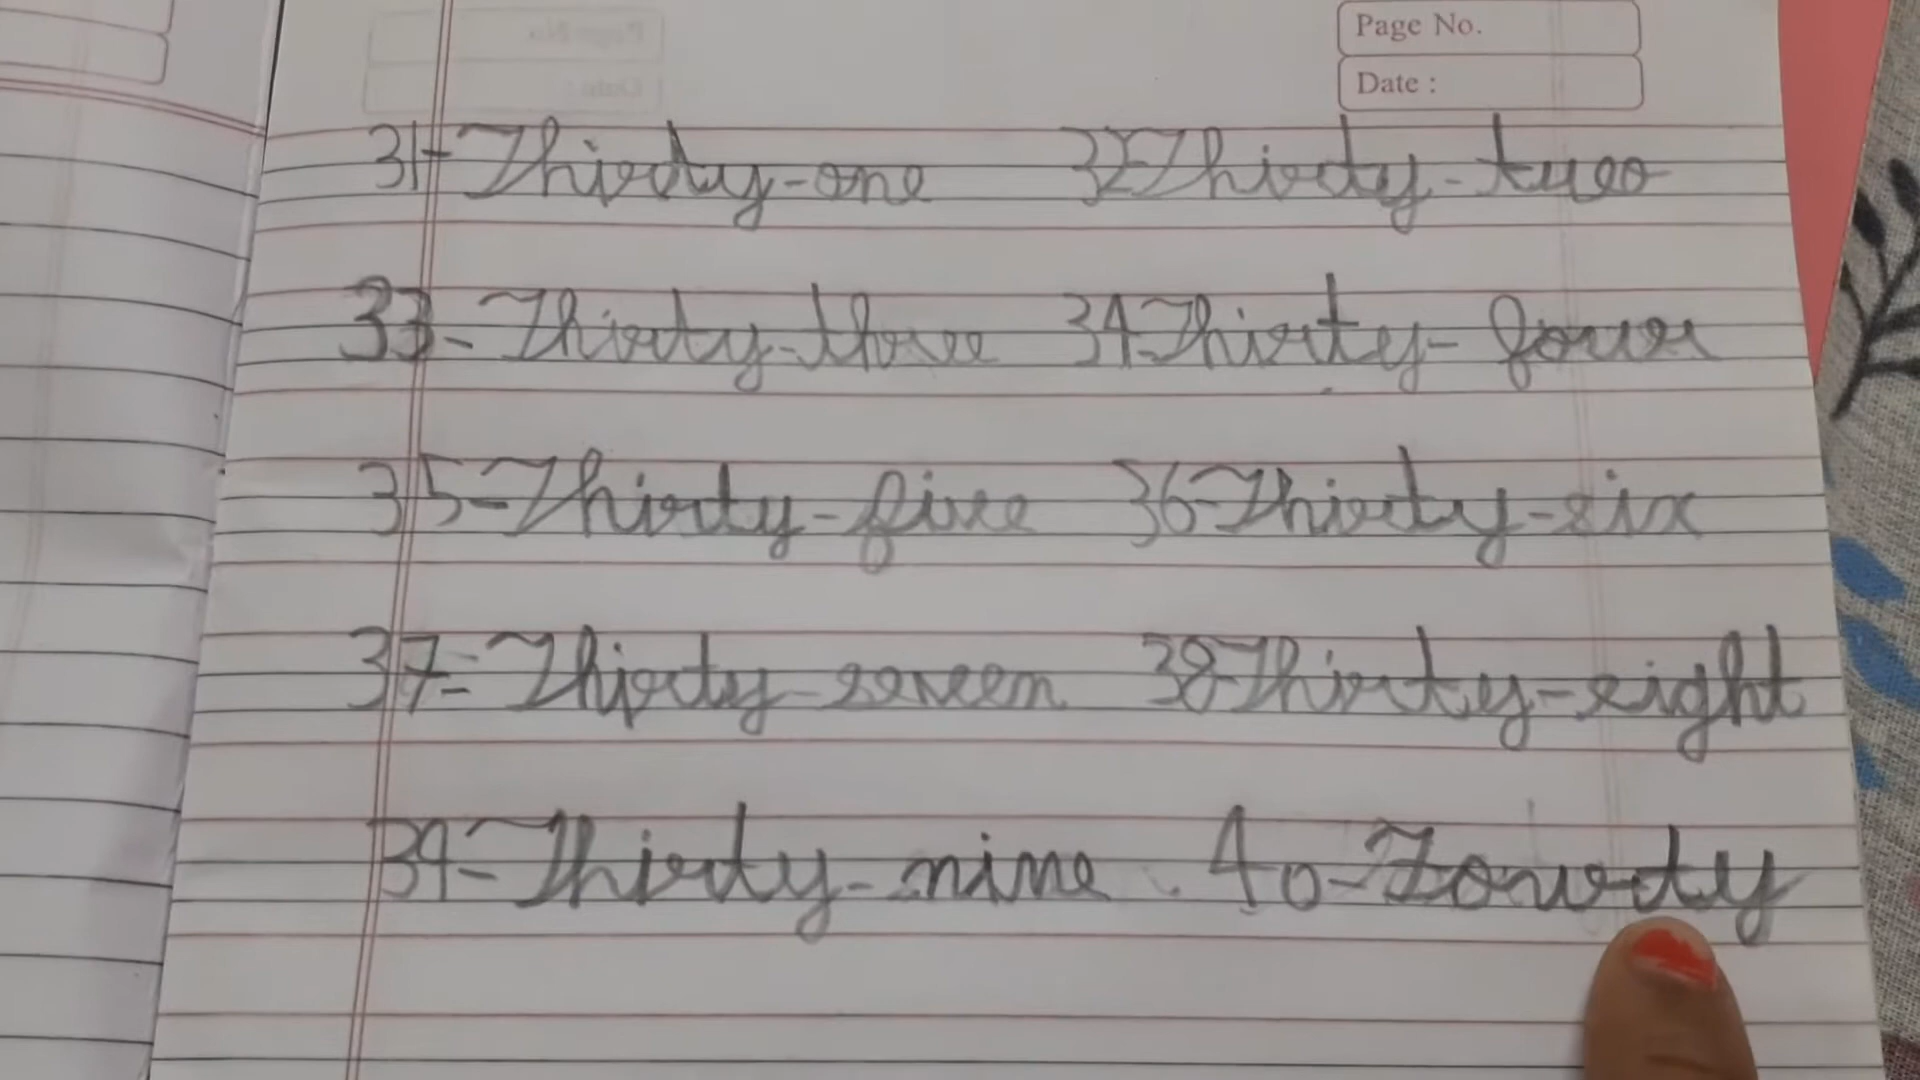 Page No.
Date :
31-Thirty-one 32-Thirty-two
33-Thirty-three 34-Thirty-four
35-Thirty-five 36-Thirty-six
37-Thirty-seven 38-Thirty-eight
39-Thirty-nine 40-Fourty